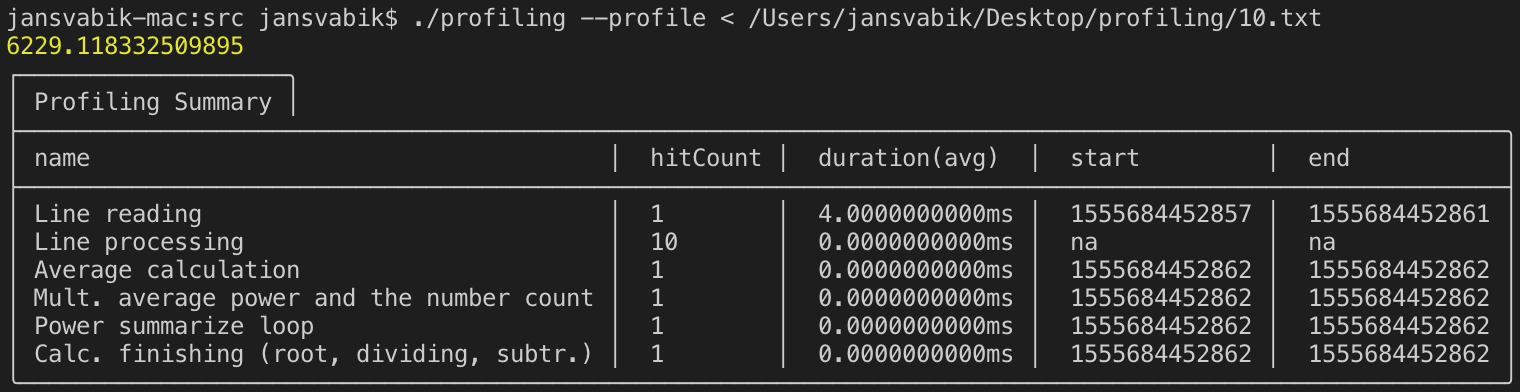 jansvabik-mac:src jansvabik$ ./profiling --profile < /Users/jansvabik/Desktop/profiling/10.txt
6229.118332509895
Profiling Summary
name | hitCount | duration(avg) | start | end
Line reading | 1 | 4.0000000000ms | 1555684452857 | 1555684452861
Line processing | 10 | 0.0000000000ms | na | na
Average calculation | 1 | 0.0000000000ms | 1555684452862 | 1555684452862
Mult. average power and the number count | 1 | 0.0000000000ms | 1555684452862 | 1555684452862
Power summarize loop | 1 | 0.0000000000ms | 1555684452862 | 1555684452862
Calc. finishing (root, dividing, subtr.) | 1 | 0.0000000000ms | 1555684452862 | 1555684452862